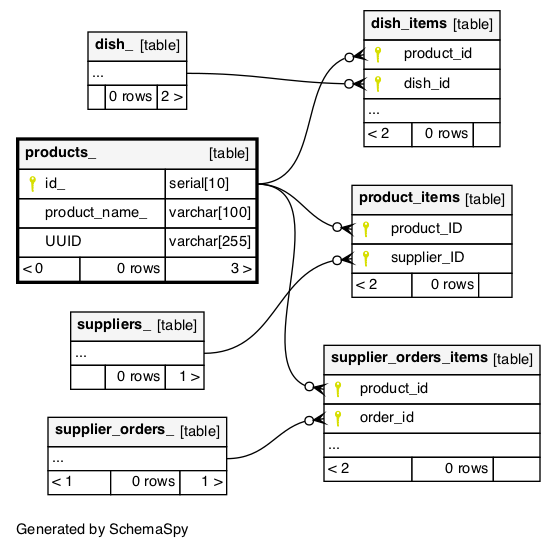 dish_ [table]
...
0 rows 2 >
products_ [table]
id_ serial[10]
product_name_ varchar[100]
UUID varchar[255]
< 0 0 rows 3 >
suppliers_ [table]
...
0 rows 1 >
supplier_orders_ [table]
...
< 1 0 rows 1 >
dish_items [table]
product_id
dish_id
...
< 2 0 rows
product_items [table]
product_ID
supplier_ID
< 2 0 rows
supplier_orders_items [table]
product_id
order_id
...
< 2 0 rows
Generated by SchemaSpy